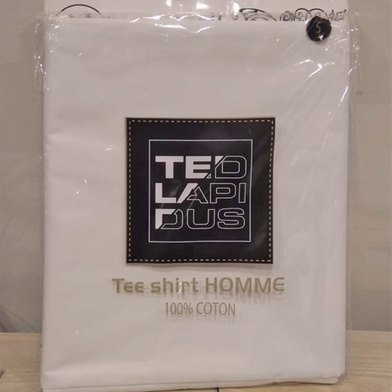 S
TED
LAPI
DUS
Tee shirt HOMME
100% COTON